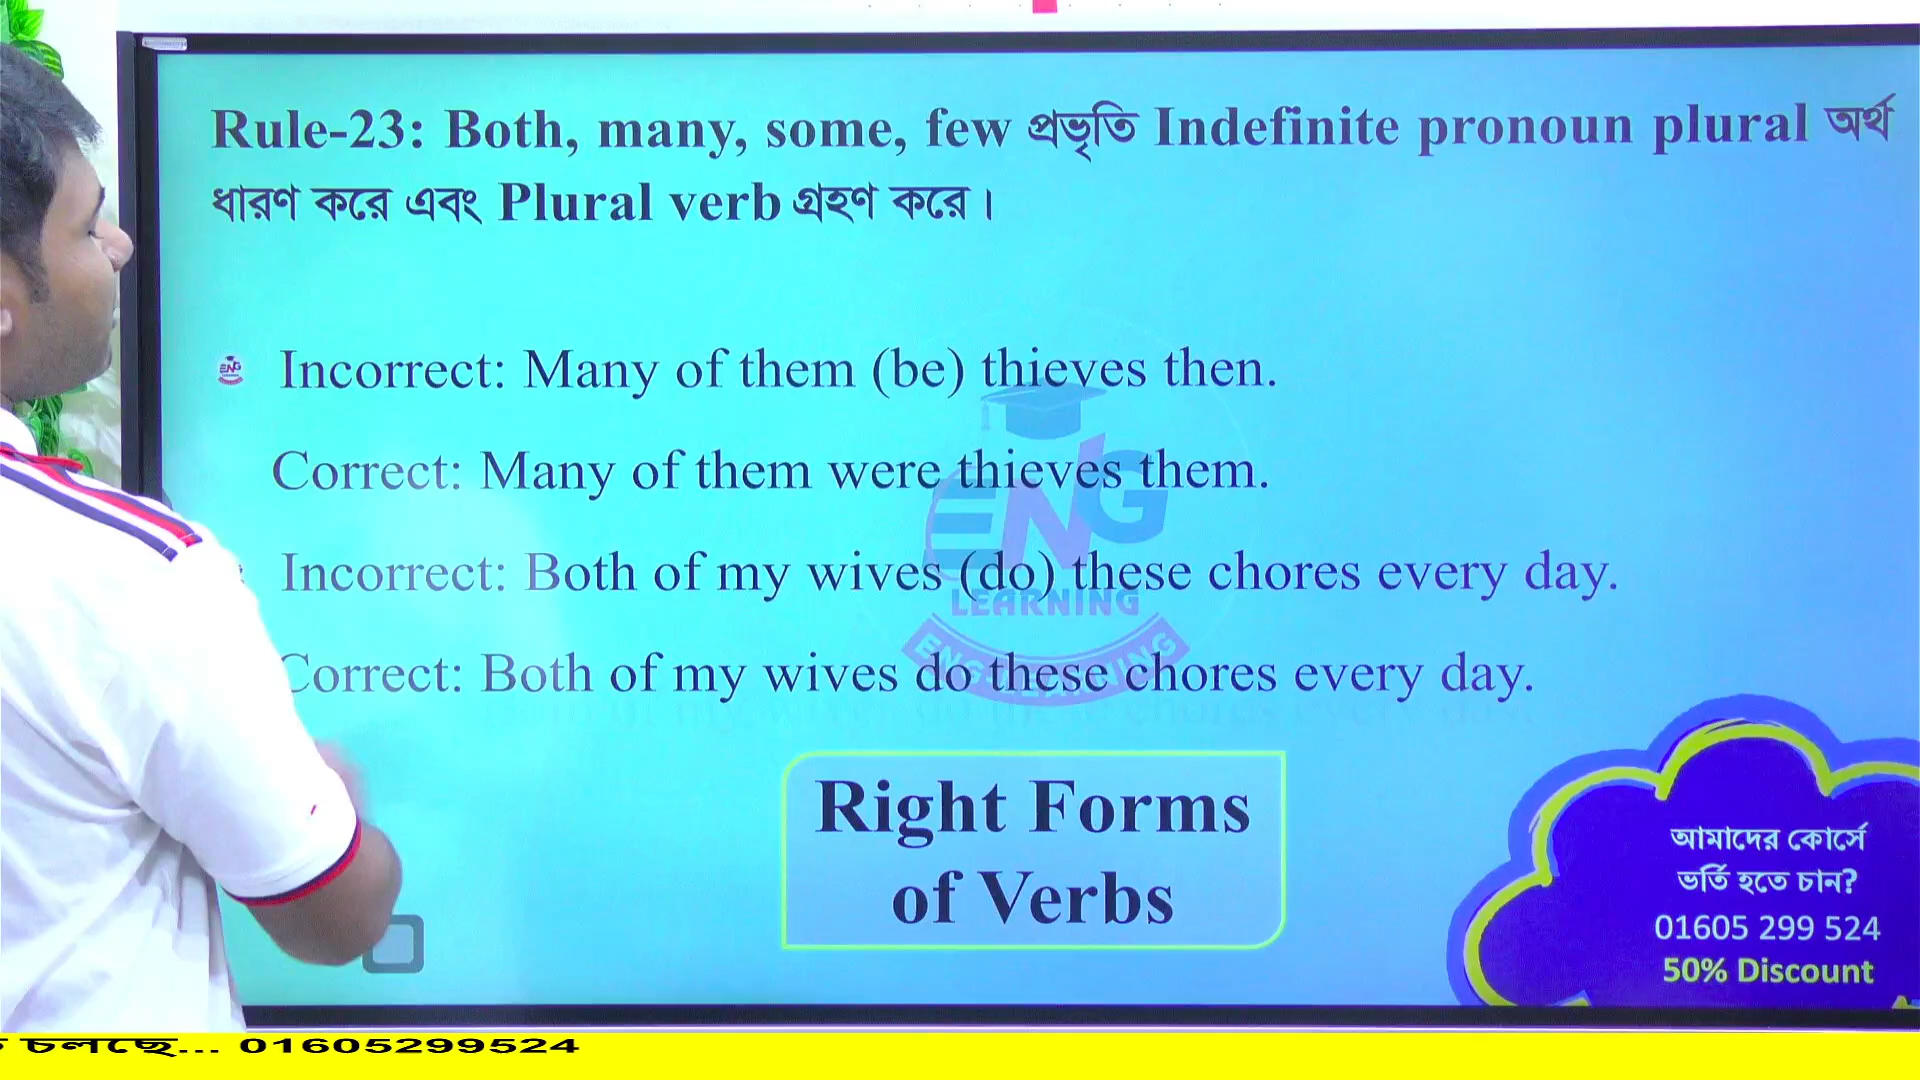 Rule-23: Both, many, some, few প্রভৃতি Indefinite pronoun plural অর্থ
ধারণ করে এবং Plural verb গ্রহণ করে।
ENG
Incorrect: Many of them (be) thieves then.
Correct: Many of them were thieves them.
ENG
Incorrect: Both of my wives (do) these chores every day.
LEARNING
Correct: Both of my wives do these chores every day.
Right Forms
of Verbs
আমাদের কোর্সে
ভর্তি হতে চান?
01605 299 524
50% Discount
চলছে... 01605299524